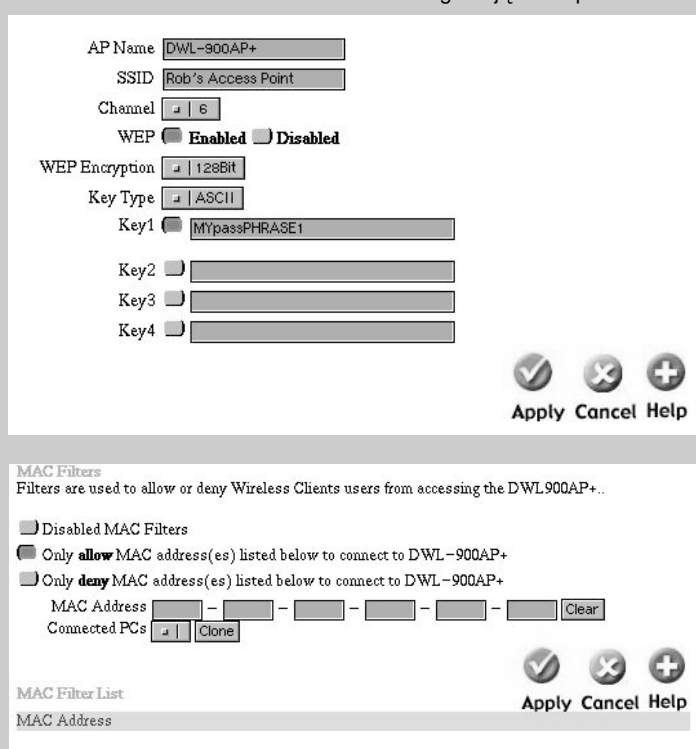 AP Name DWL-900AP+
SSID Rob's Access Point
Channel 6
WEP Enabled Disabled
WEP Encryption 128Bit
Key Type ASCII
Key1 MYpassPHRASE1
Key2
Key3
Key4
Apply Cancel Help
MAC Filters
Filters are used to allow or deny Wireless Clients users from accessing the DWL900AP+..
Disabled MAC Filters
Only allow MAC address(es) listed below to connect to DWL-900AP+
Only deny MAC address(es) listed below to connect to DWL-900AP+
MAC Address - - - - - Clear
Connected PCs Clone
Apply Cancel Help
MAC Filter List
MAC Address